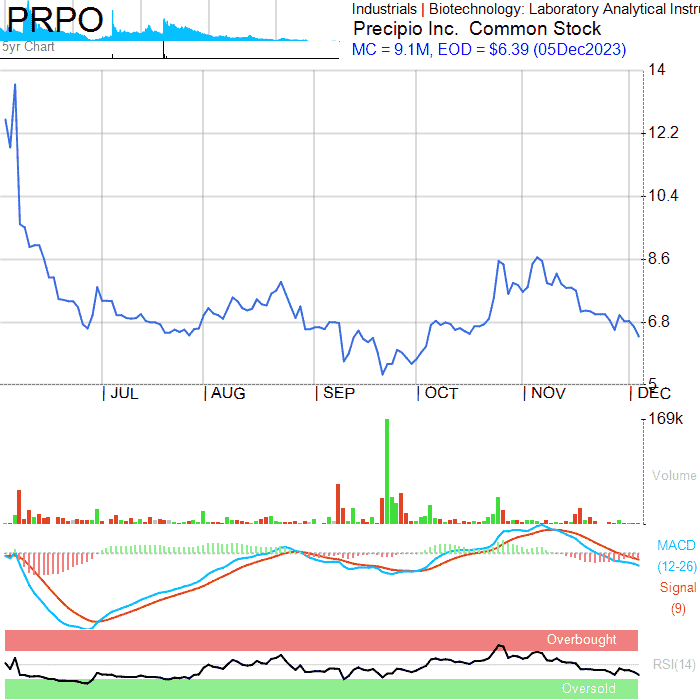 PRPO
5yr Chart
Industrials | Biotechnology: Laboratory Analytical Instru
Precipio Inc. Common Stock
MC = 9.1M, EOD = $6.39 (05Dec2023)
14
12.2
10.4
8.6
6.8
5
| JUL | AUG | SEP | OCT | NOV | DEC
169k
Volume
MACD
(12-26)
Signal
(9)
Overbought
RSI(14)
Oversold